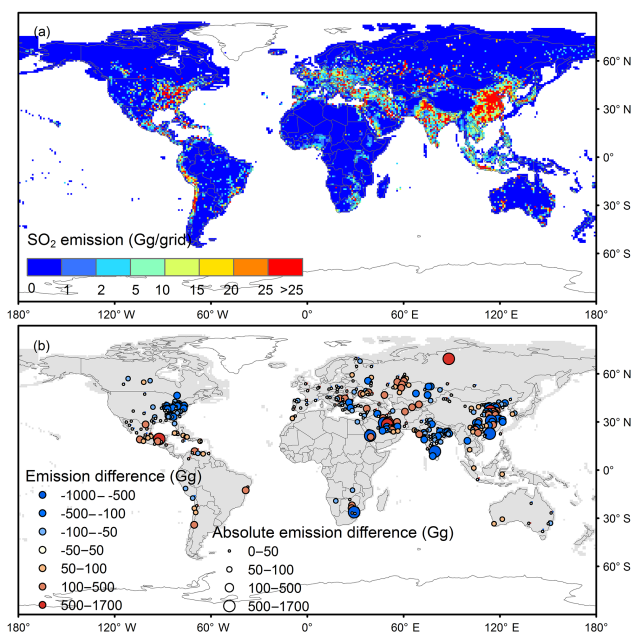 (a)
60° N
30° N
0°
30° S
60° S
SO₂ emission (Gg/grid)
0 1 2 5 10 15 20 25 >25
180° 120° W 60° W 0° 60° E 120° E 180°
(b)
60° N
30° N
0°
30° S
60° S
Emission difference (Gg)
-1000– -500
-500–-100
-100–-50
-50–50
50–100
100–500
500–1700
Absolute emission difference (Gg)
0–50
50–100
100–500
500–1700
180° 120° W 60° W 0° 60° E 120° E 180°